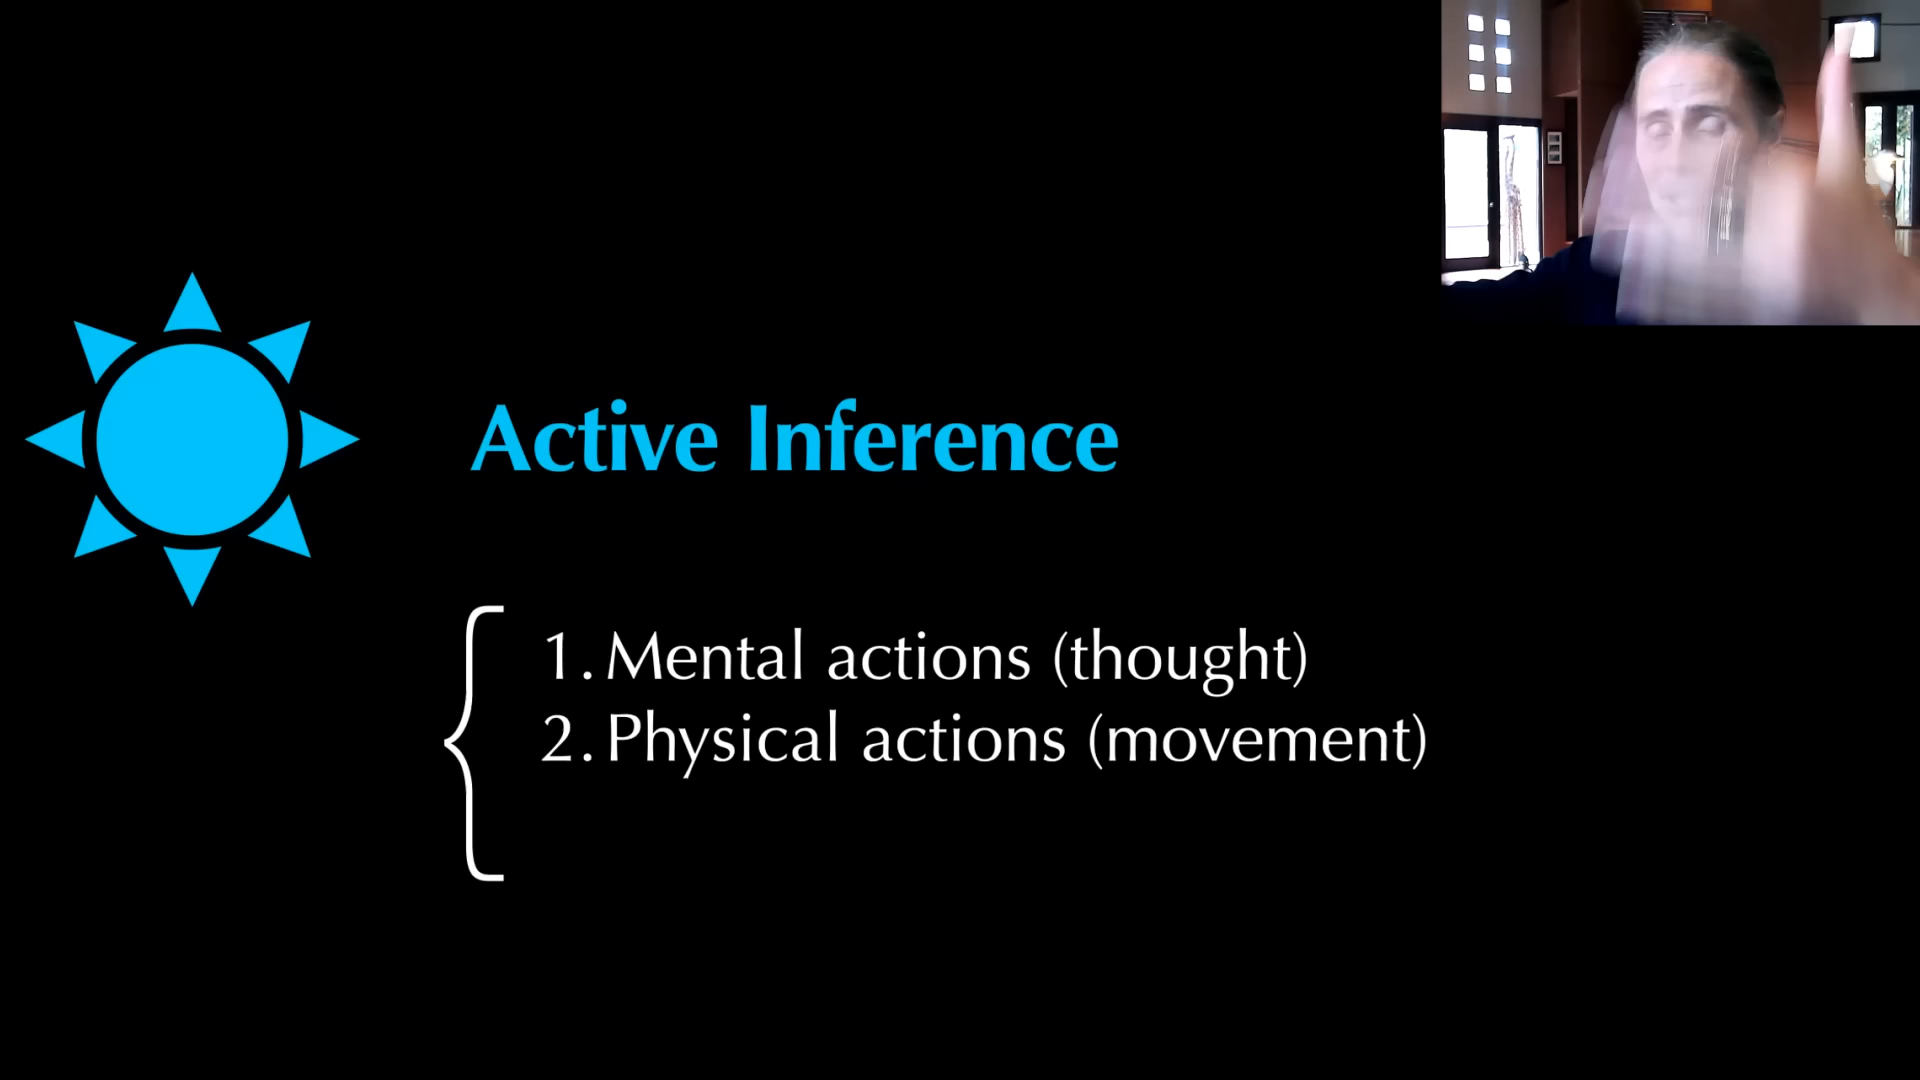 Active Inference
1. Mental actions (thought)
2. Physical actions (movement)